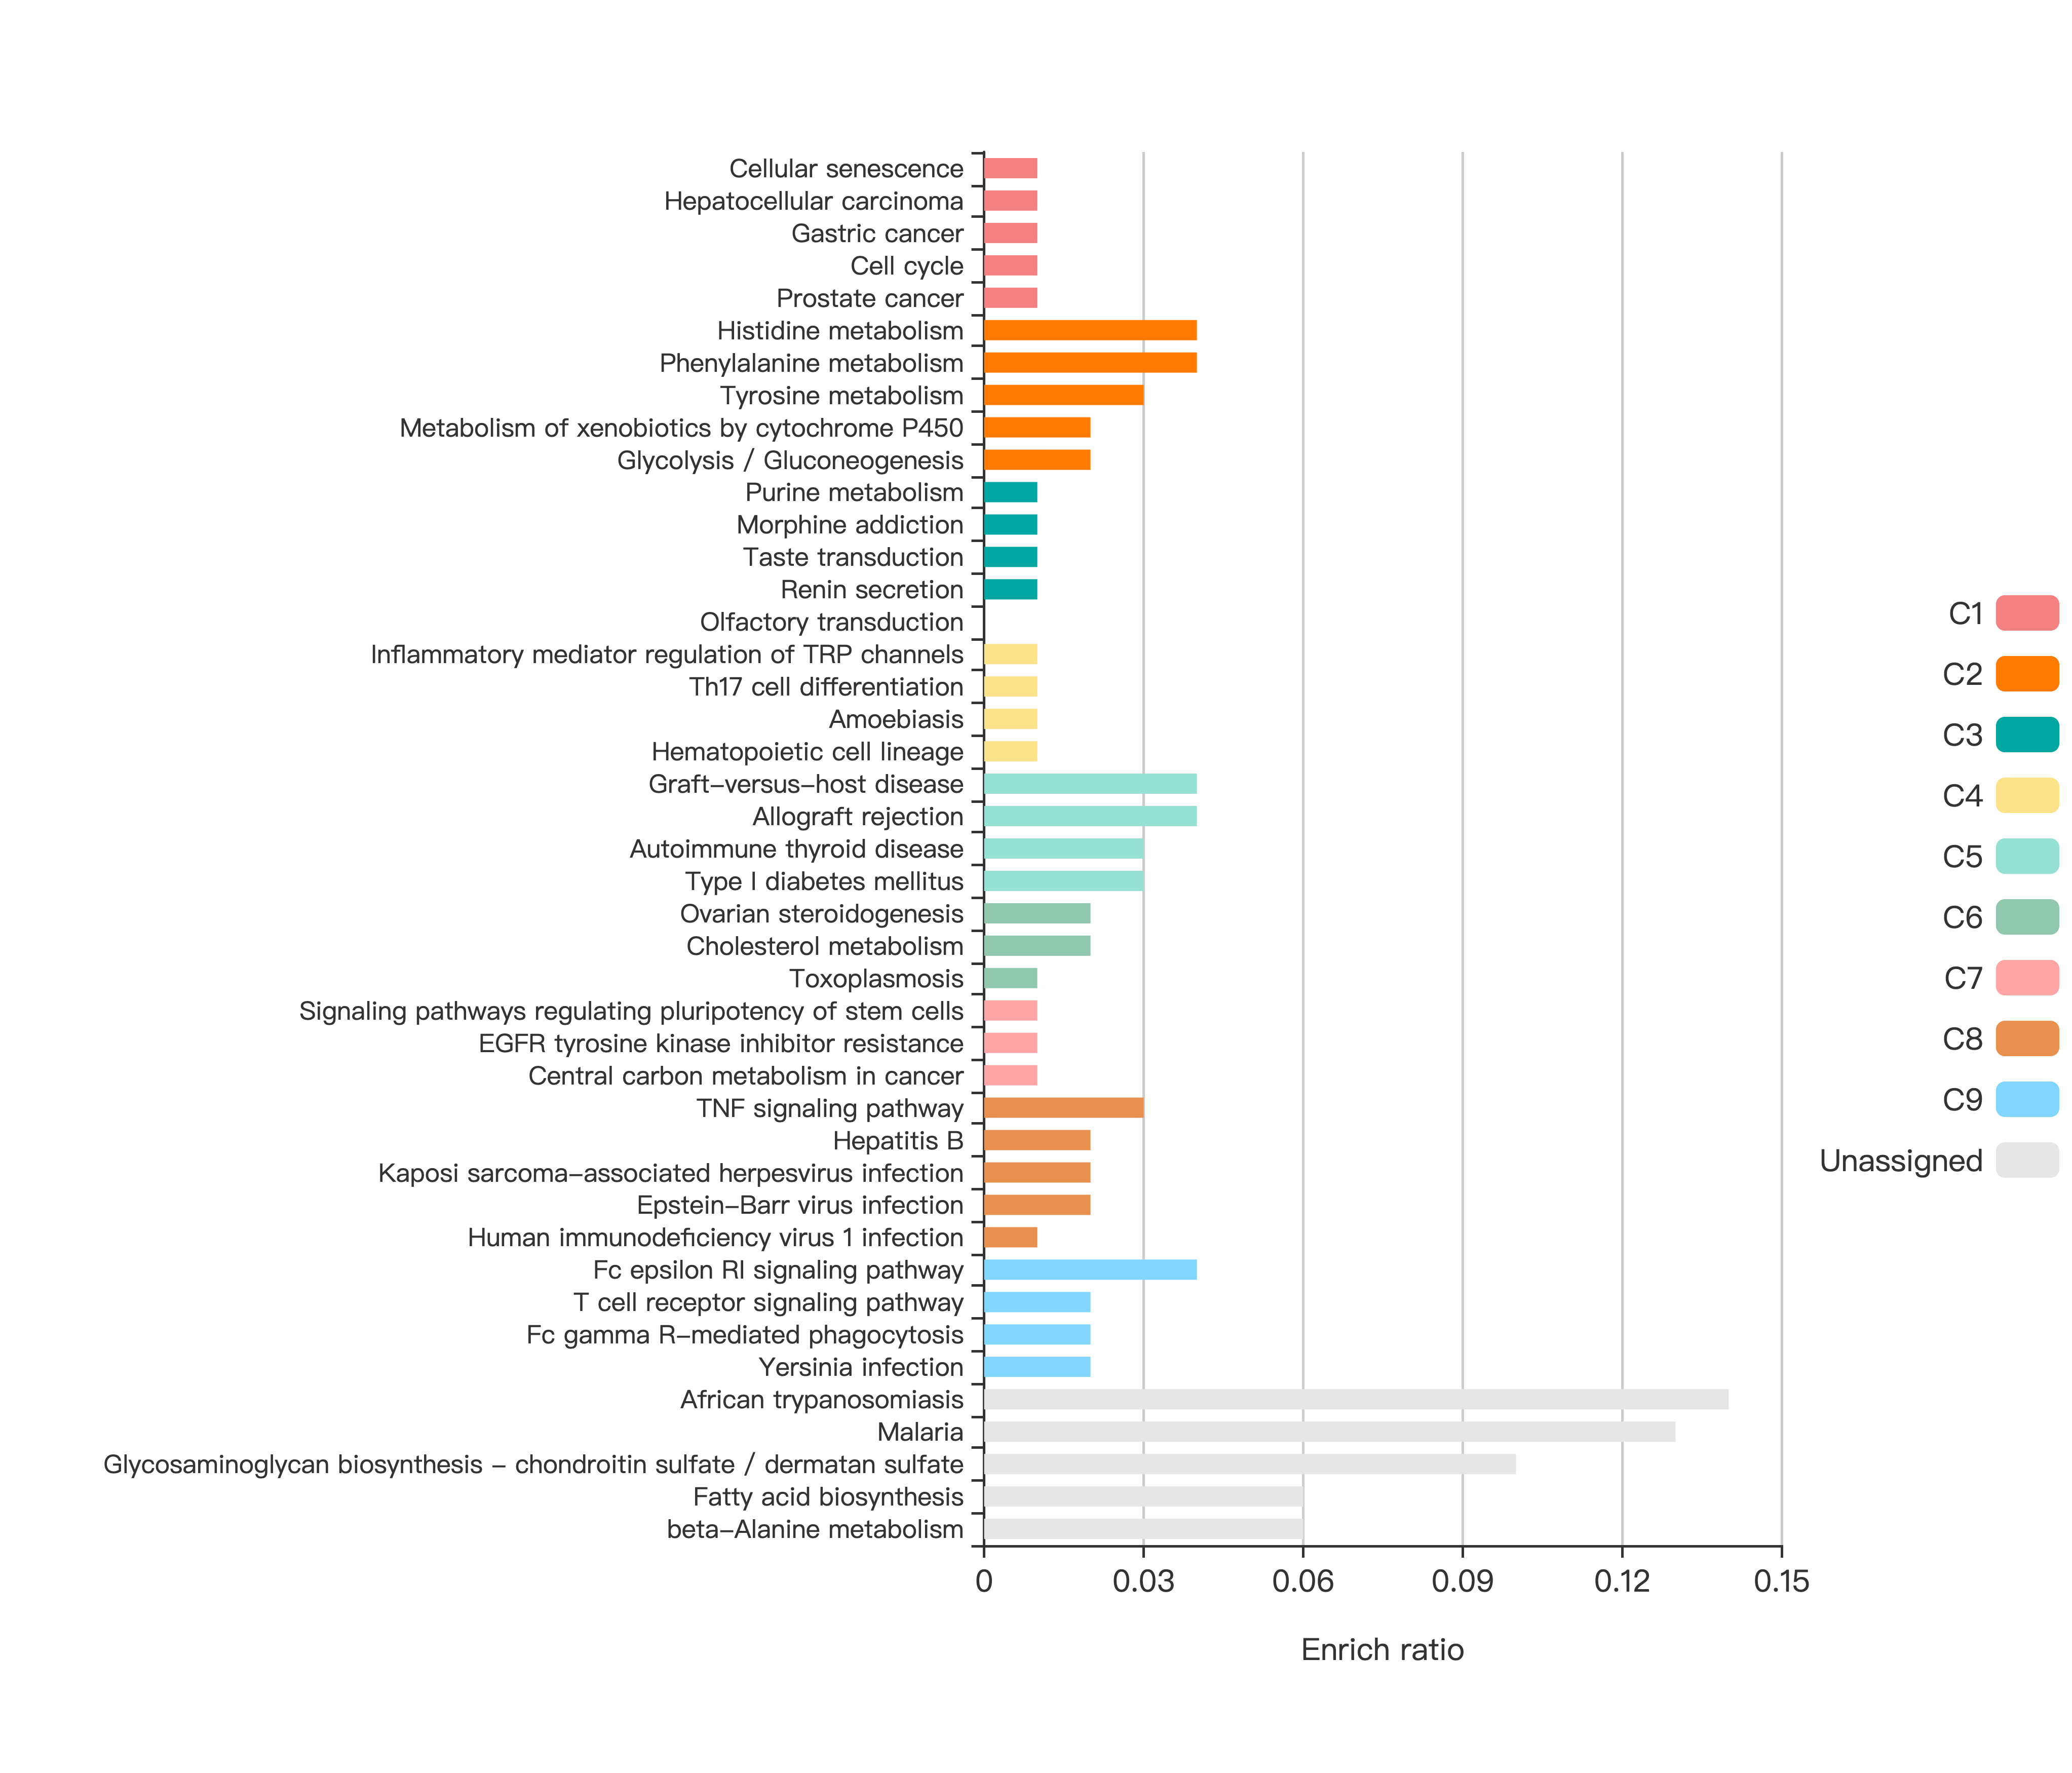 Cellular senescence
Hepatocellular carcinoma
Gastric cancer
Cell cycle
Prostate cancer
Histidine metabolism
Phenylalanine metabolism
Tyrosine metabolism
Metabolism of xenobiotics by cytochrome P450
Glycolysis / Gluconeogenesis
Purine metabolism
Morphine addiction
Taste transduction
Renin secretion
Olfactory transduction
Inflammatory mediator regulation of TRP channels
Th17 cell differentiation
Amoebiasis
Hematopoietic cell lineage
Graft–versus–host disease
Allograft rejection
Autoimmune thyroid disease
Type I diabetes mellitus
Ovarian steroidogenesis
Cholesterol metabolism
Toxoplasmosis
Signaling pathways regulating pluripotency of stem cells
EGFR tyrosine kinase inhibitor resistance
Central carbon metabolism in cancer
TNF signaling pathway
Hepatitis B
Kaposi sarcoma–associated herpesvirus infection
Epstein–Barr virus infection
Human immunodeficiency virus 1 infection
Fc epsilon RI signaling pathway
T cell receptor signaling pathway
Fc gamma R–mediated phagocytosis
Yersinia infection
African trypanosomiasis
Malaria
Glycosaminoglycan biosynthesis – chondroitin sulfate / dermatan sulfate
Fatty acid biosynthesis
beta–Alanine metabolism
0 0.03 0.06 0.09 0.12 0.15
Enrich ratio
C1
C2
C3
C4
C5
C6
C7
C8
C9
Unassigned